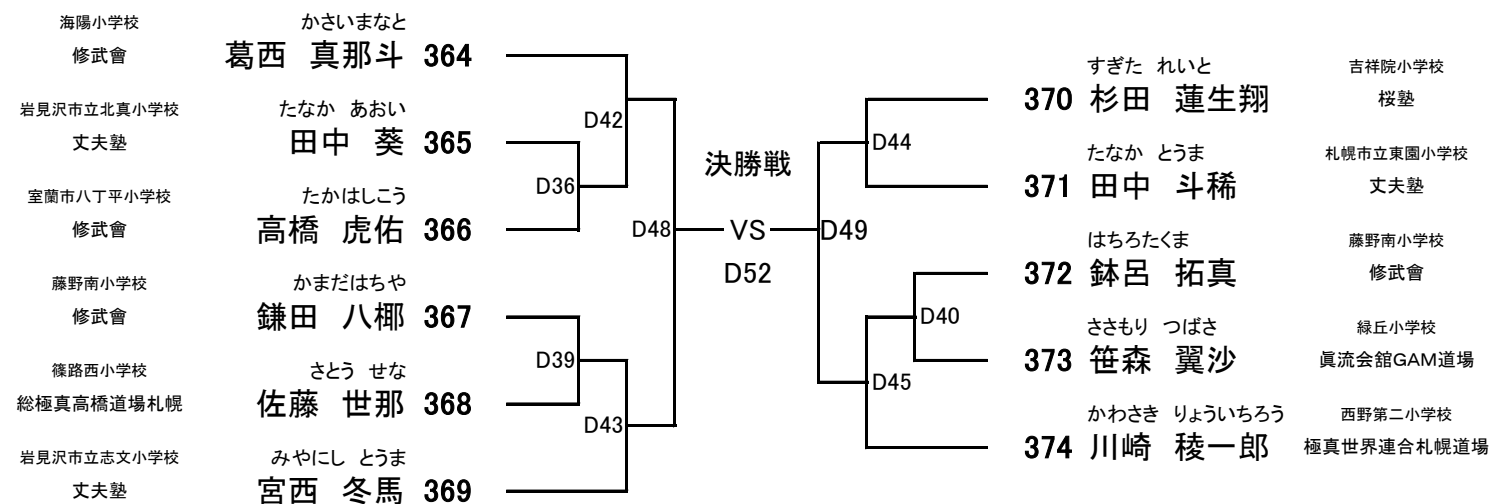 海陽小学校
修武會
かさいまなと
葛西 真那斗 364
岩見沢市立北真小学校
丈夫塾
たなか あおい
田中 葵 365
室蘭市八丁平小学校
修武會
たかはしこう
高橋 虎佑 366
藤野南小学校
修武會
かまだはちや
鎌田 八椰 367
篠路西小学校
総極真高橋道場札幌
さとう せな
佐藤 世那 368
岩見沢市立志文小学校
丈夫塾
みやにし とうま
宮西 冬馬 369
D42
D36
D48
D39
D43
決勝戦
VS
D52
D49
D44
D40
D45
すぎた れいと
370 杉田 蓮生翔
吉祥院小学校
桜塾
たなか とうま
371 田中 斗稀
札幌市立東園小学校
丈夫塾
はちろたくま
372 鉢呂 拓真
藤野南小学校
修武會
ささもり つばさ
373 笹森 翼沙
緑丘小学校
眞流会舘GAM道場
かわさき りょういちろう
374 川崎 稜一郎
西野第二小学校
極真世界連合札幌道場